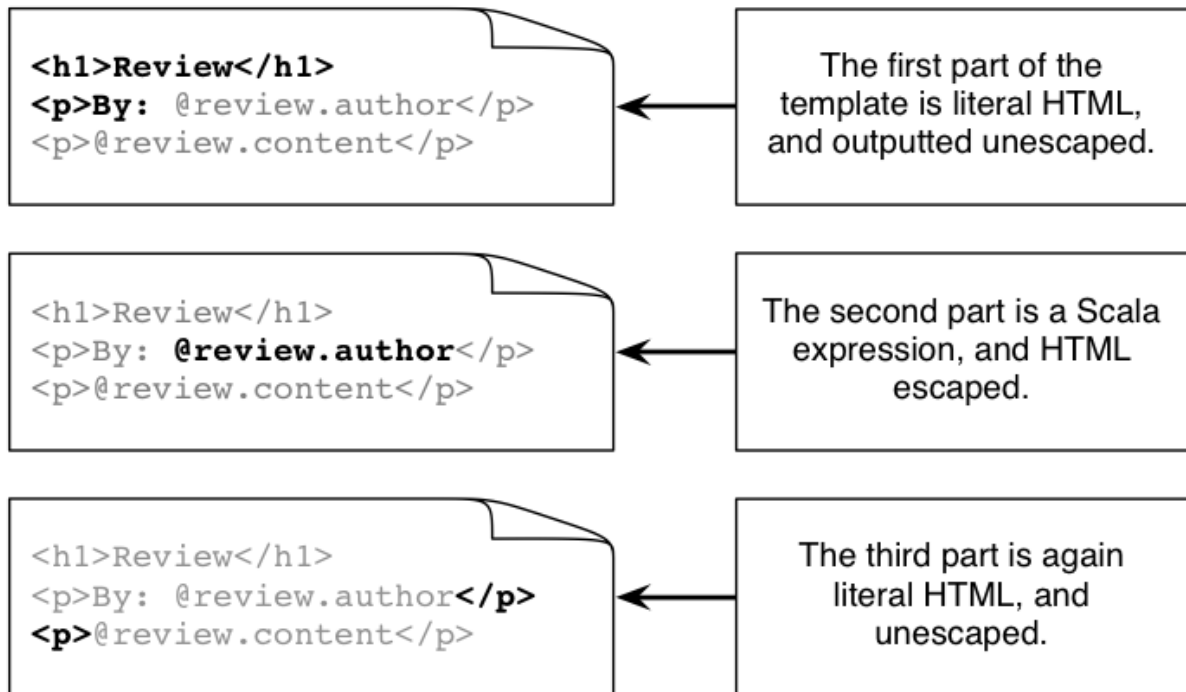 <h1>Review</h1>
<p>By: @review.author</p>
<p>@review.content</p>
The first part of the
template is literal HTML,
and outputted unescaped.
<h1>Review</h1>
<p>By: @review.author</p>
<p>@review.content</p>
The second part is a Scala
expression, and HTML
escaped.
<h1>Review</h1>
<p>By: @review.author</p>
<p>@review.content</p>
The third part is again
literal HTML, and
unescaped.